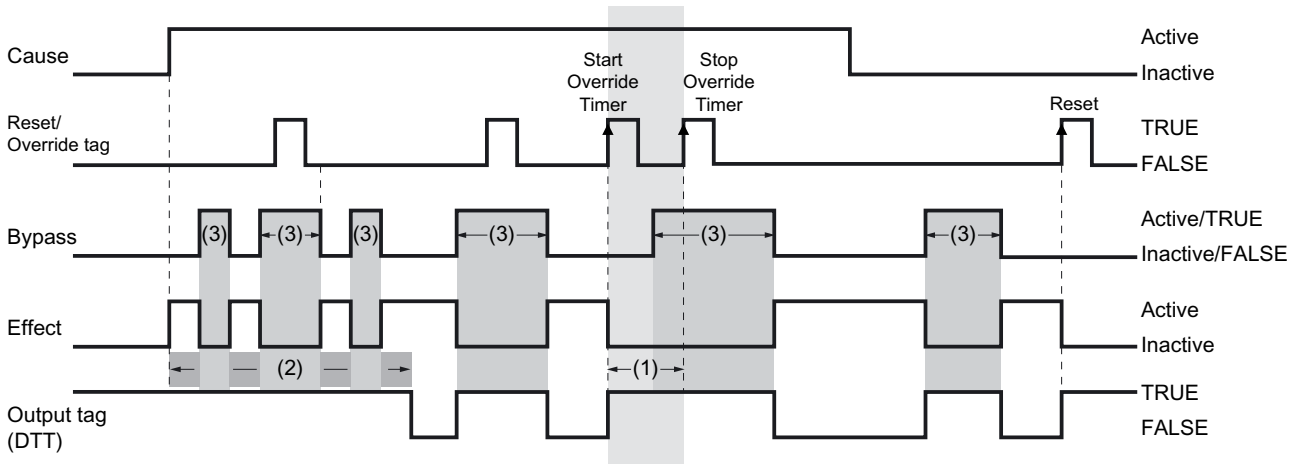 Cause
Active
Inactive
Start
Override
Timer
Stop
Override
Timer
Reset
Reset/
Override tag
TRUE
FALSE
Bypass
(3) (3) (3) (3) (3) (3)
Active/TRUE
Inactive/FALSE
Effect
Active
Inactive
(2) (1)
Output tag
(DTT)
TRUE
FALSE